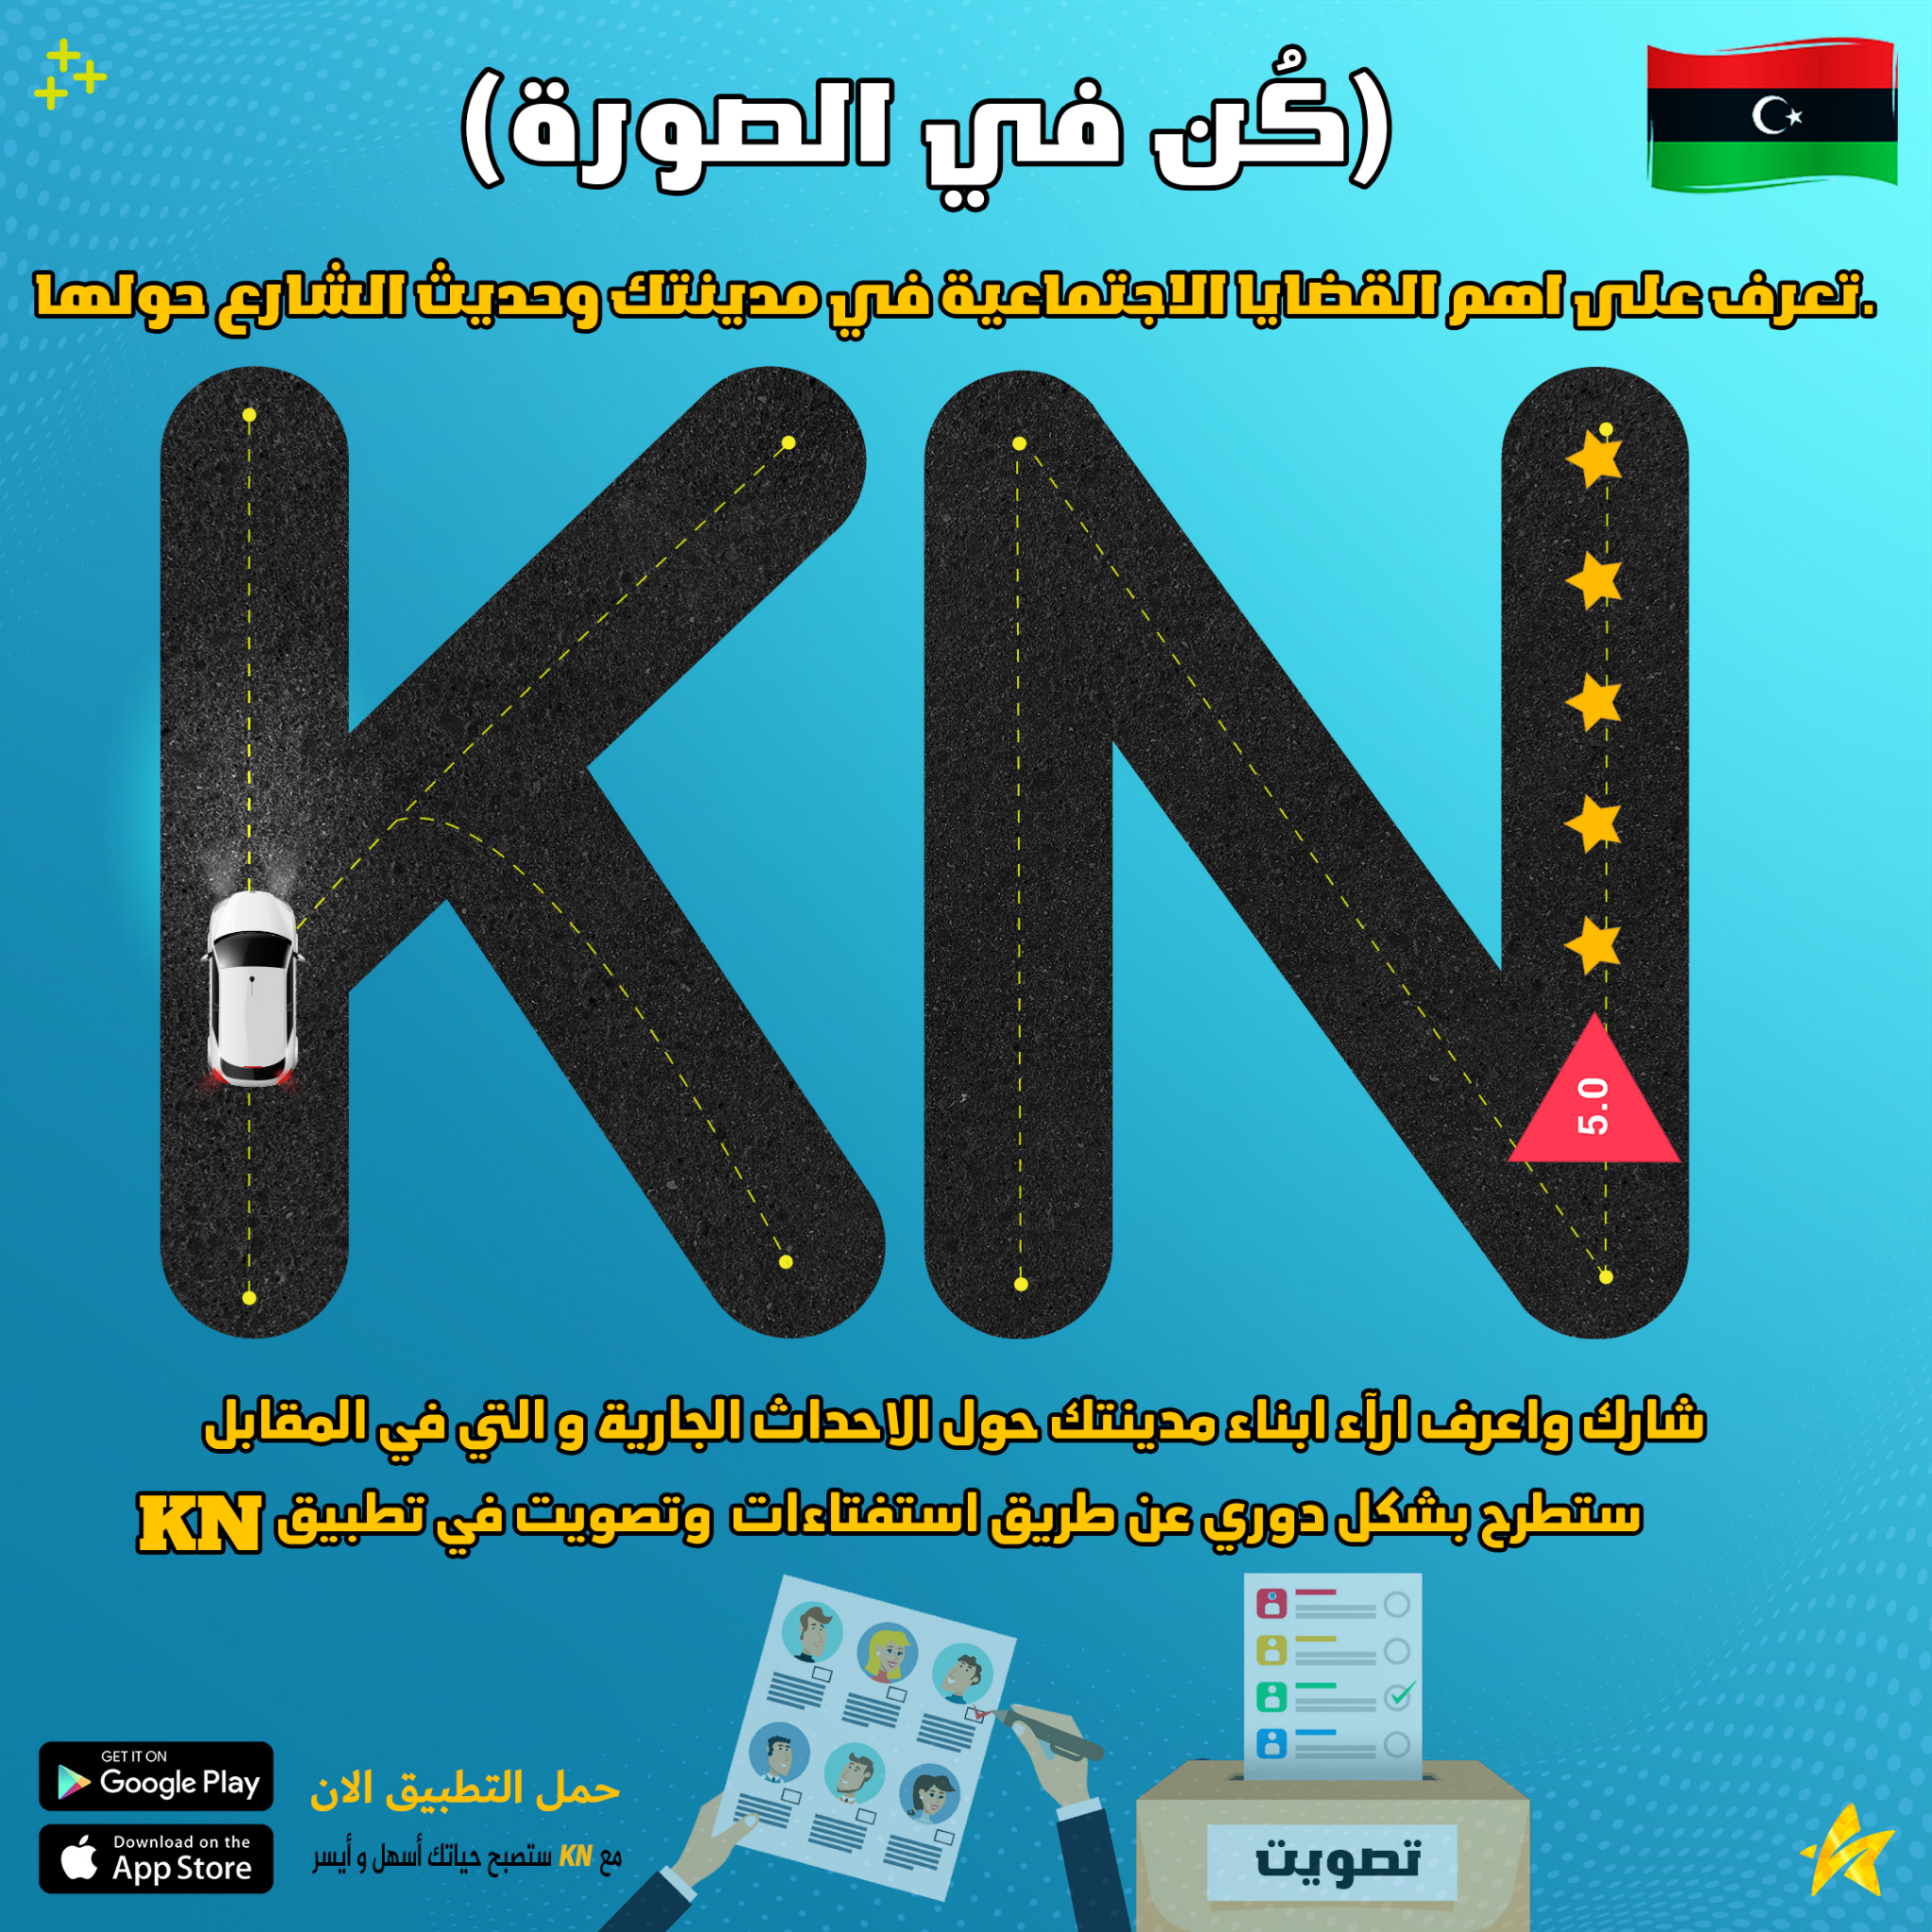 (كُن في الصورة)
.تعرف على اهم القضايا الاجتماعية في مدينتك وحديث الشارع حولها
KN
5.0
شارك واعرف ارآء ابناء مدينتك حول الاحداث الجارية و التي في المقابل
ستطرح بشكل دوري عن طريق استفتاءات وتصويت في تطبيق KN
حمل التطبيق الان
مع KN ستصبح حياتك أسهل و أيسر
GET IT ON
Google Play
Download on the
App Store
تصويت